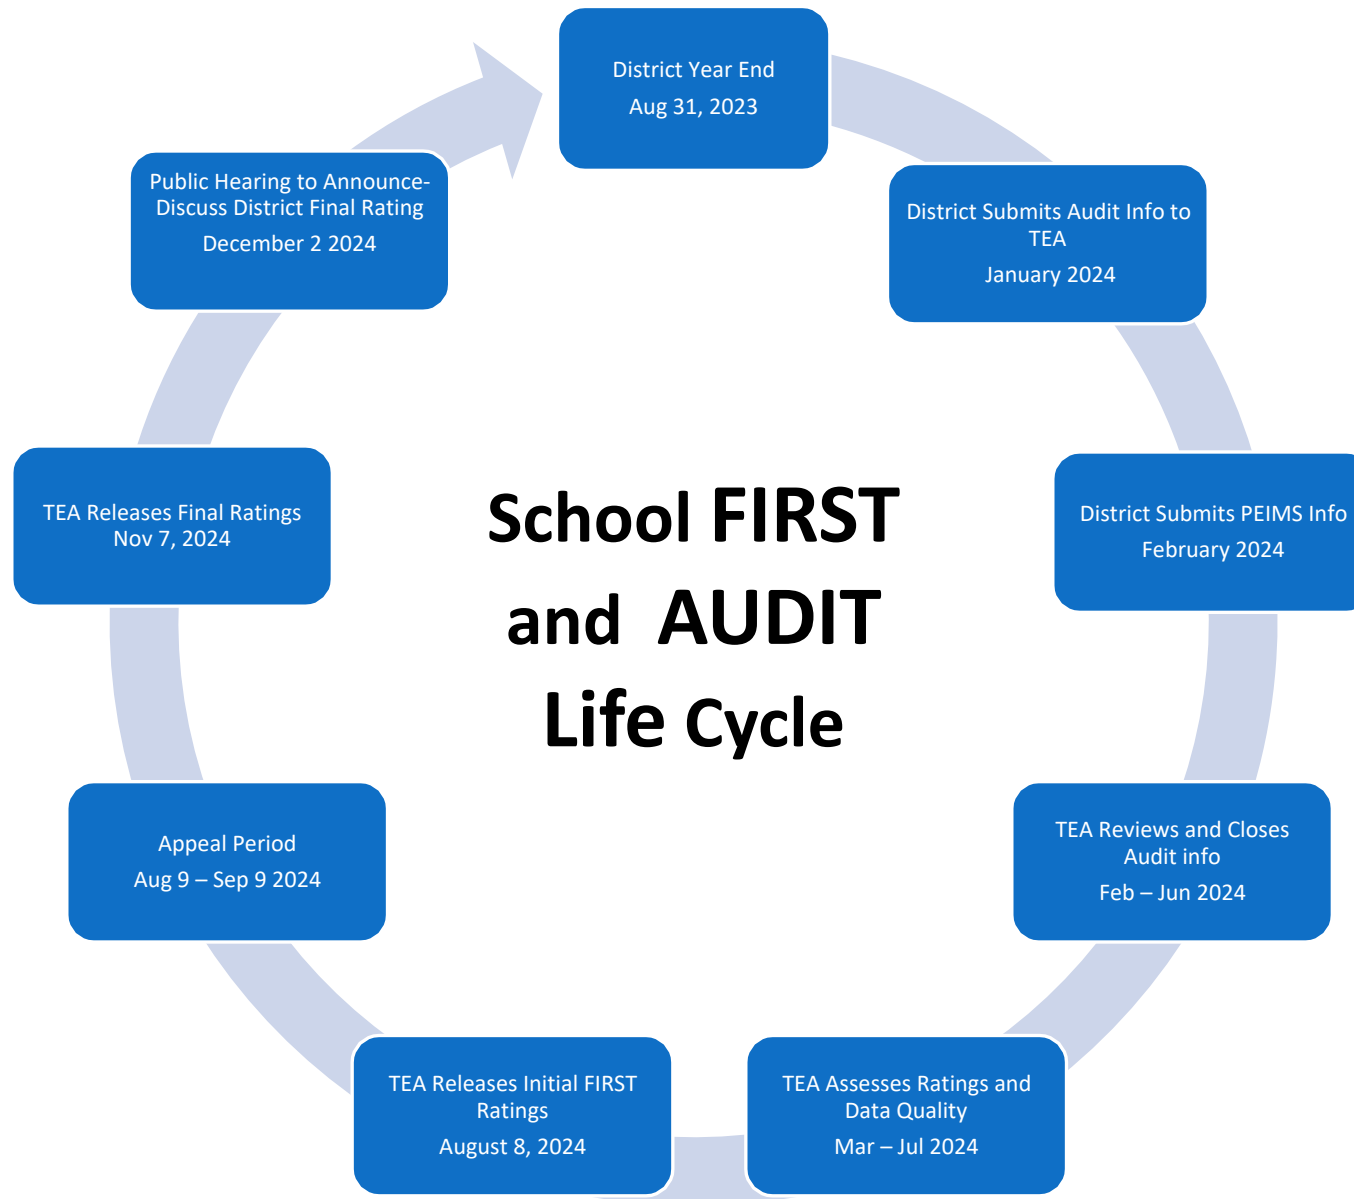 District Year End
Aug 31, 2023
District Submits Audit Info to
TEA
January 2024
District Submits PEIMS Info
February 2024
TEA Reviews and Closes
Audit info
Feb – Jun 2024
TEA Assesses Ratings and
Data Quality
Mar – Jul 2024
TEA Releases Initial FIRST
Ratings
August 8, 2024
Appeal Period
Aug 9 – Sep 9 2024
TEA Releases Final Ratings
Nov 7, 2024
Public Hearing to Announce-
Discuss District Final Rating
December 2 2024
School FIRST
and AUDIT
Life Cycle